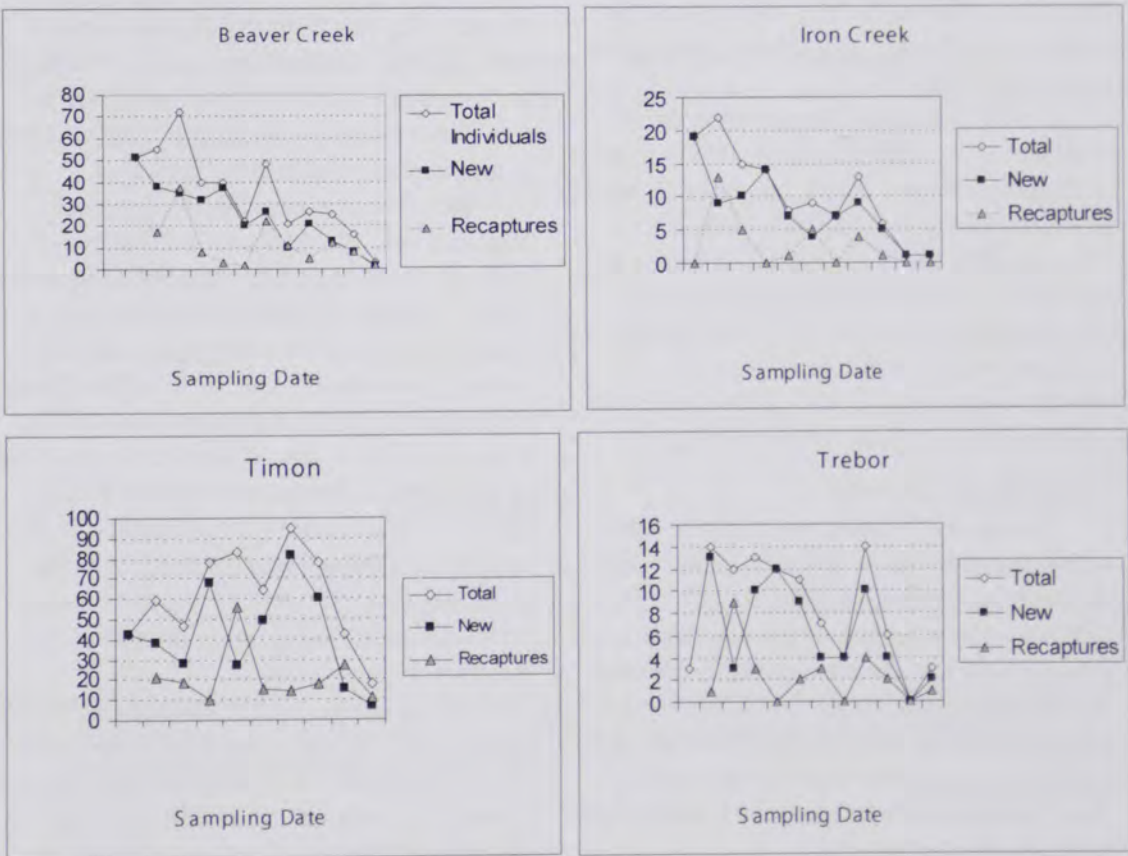 Beaver Creek
80
70
60
50
40
30
20
10
0
Total
Individuals
New
Recaptures
Sampling Date
Iron Creek
25
20
15
10
5
0
Total
New
Recaptures
Sampling Date
Timon
100
90
80
70
60
50
40
30
20
10
0
Total
New
Recaptures
Sampling Date
Trebor
16
14
12
10
8
6
4
2
0
Total
New
Recaptures
Sampling Date